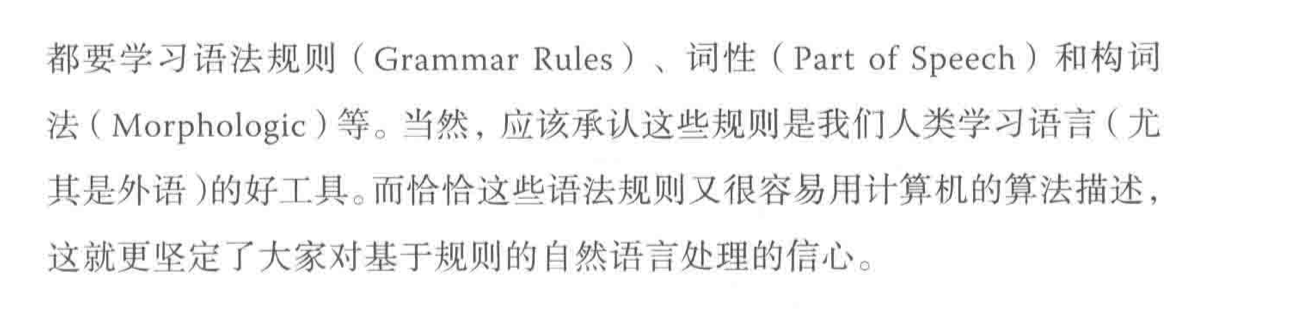 都要学习语法规则（Grammar Rules）、词性（Part of Speech）和构词
法（Morphologic）等。当然，应该承认这些规则是我们人类学习语言（尤
其是外语）的好工具。而恰恰这些语法规则又很容易用计算机的算法描述，
这就更坚定了大家对基于规则的自然语言处理的信心。